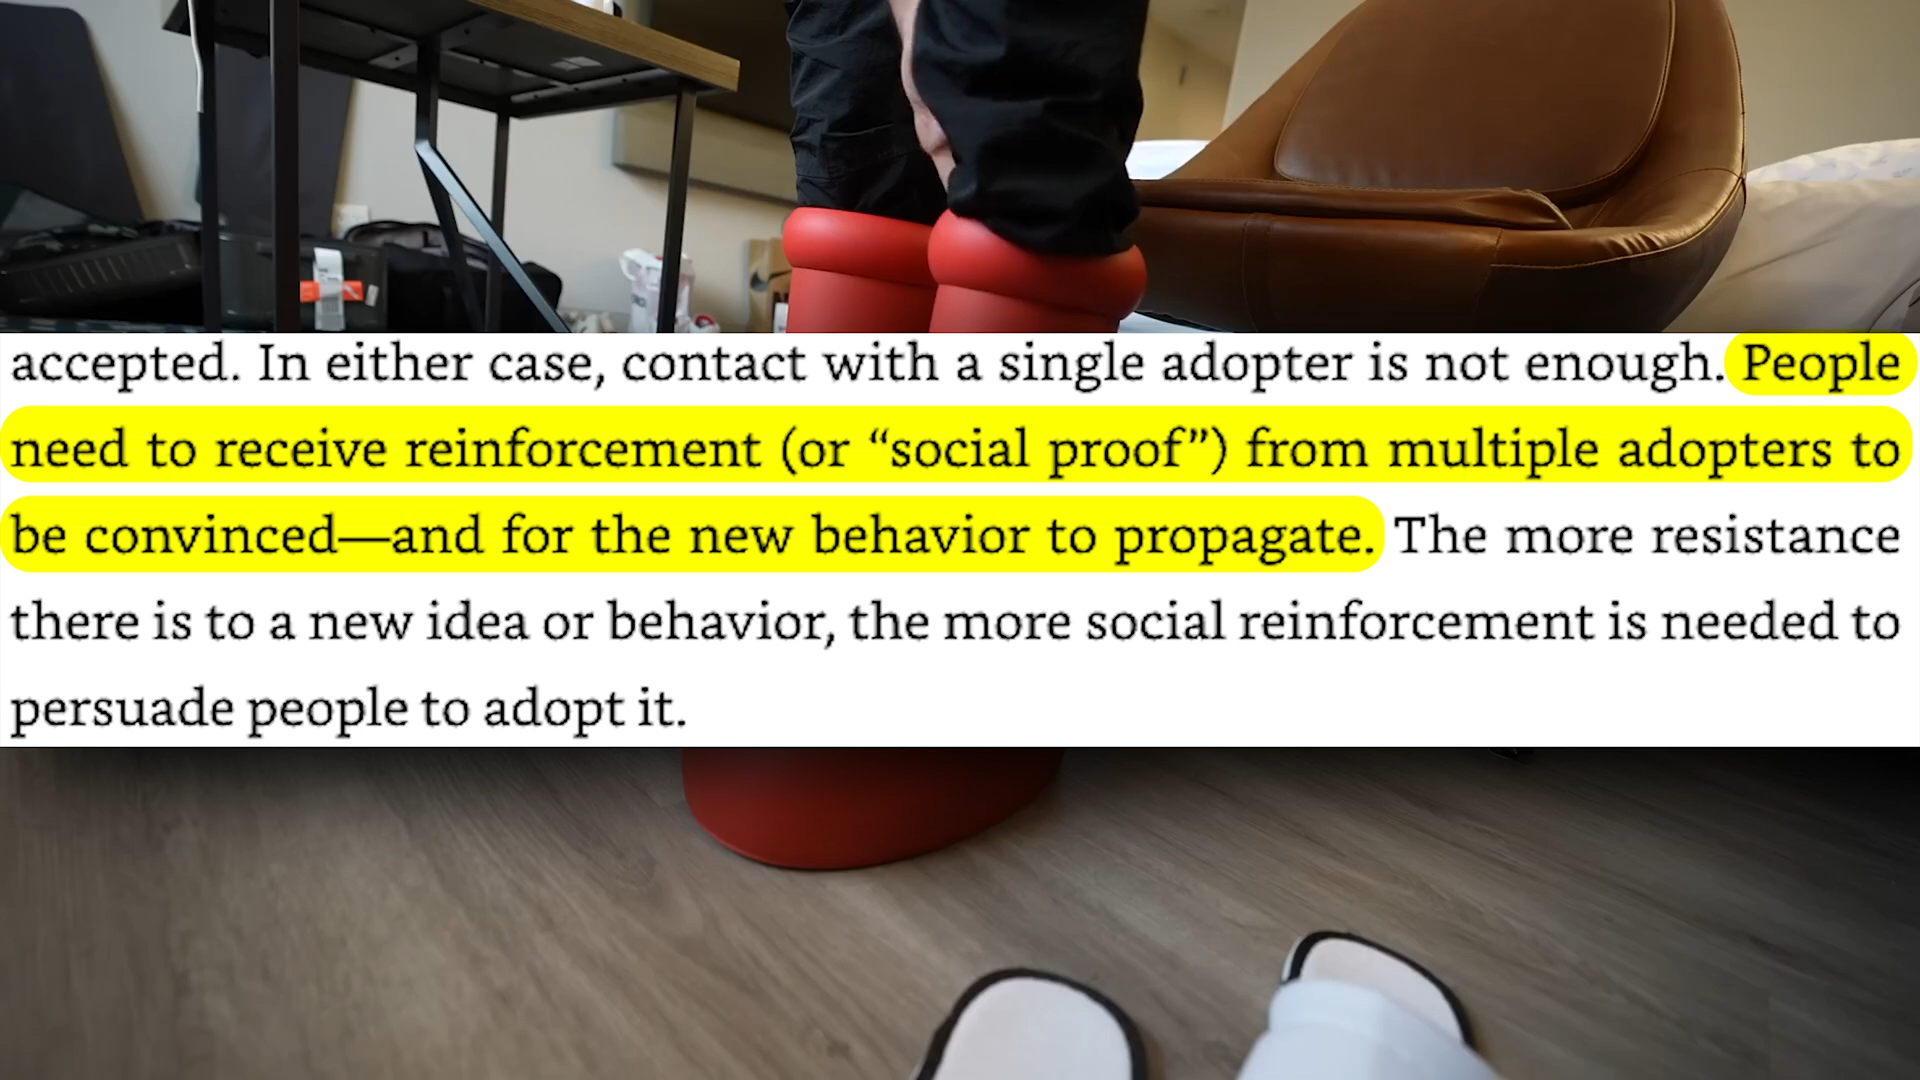 accepted. In either case, contact with a single adopter is not enough. People
need to receive reinforcement (or “social proof”) from multiple adopters to
be convinced—and for the new behavior to propagate. The more resistance
there is to a new idea or behavior, the more social reinforcement is needed to
persuade people to adopt it.